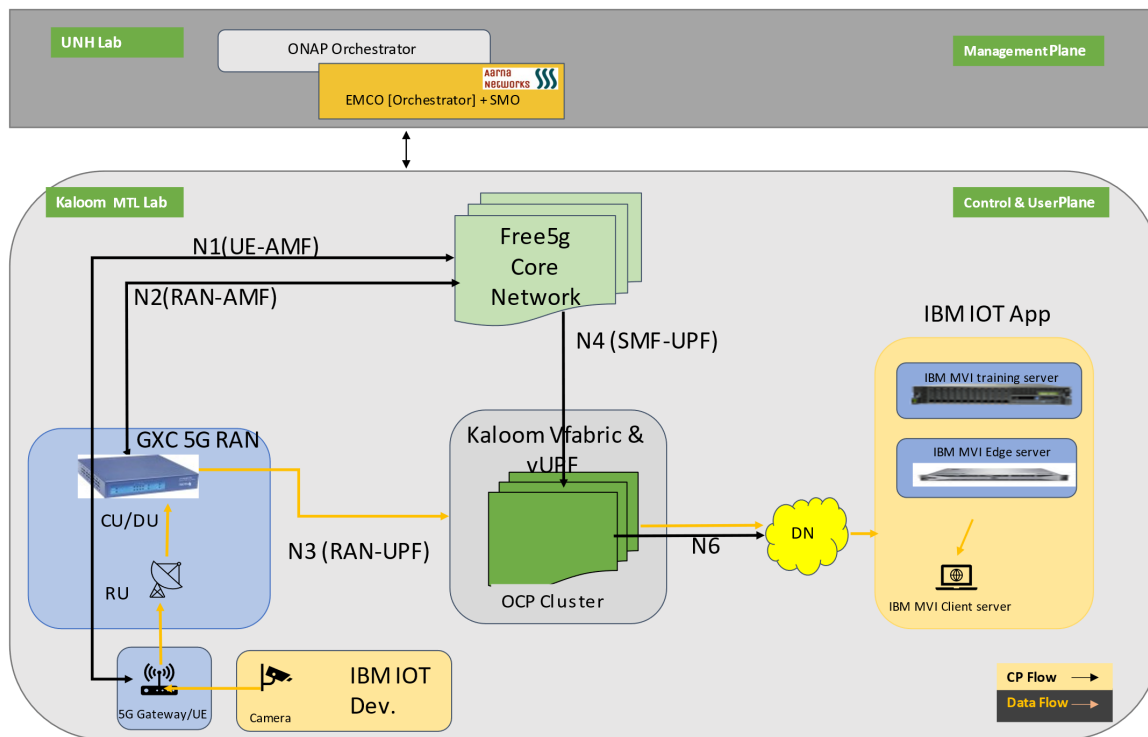 UNH Lab
ONAP Orchestrator
Management Plane
Aarna
Networks
EMCO [Orchestrator] + SMO
Kaloom MTL Lab
Control & UserPlane
N1(UE-AMF)
Free5g
Core
Network
N2(RAN-AMF)
N4 (SMF-UPF)
IBM IOT App
IBM MVI training server
GXC 5G RAN
Kaloom Vfabric &
vUPF
IBM MVI Edge server
CU/DU
N3 (RAN-UPF)
N6
DN
RU
OCP Cluster
IBM MVI Client server
IBM IOT
Dev.
5G Gateway/UE
Camera
CP Flow
Data Flow